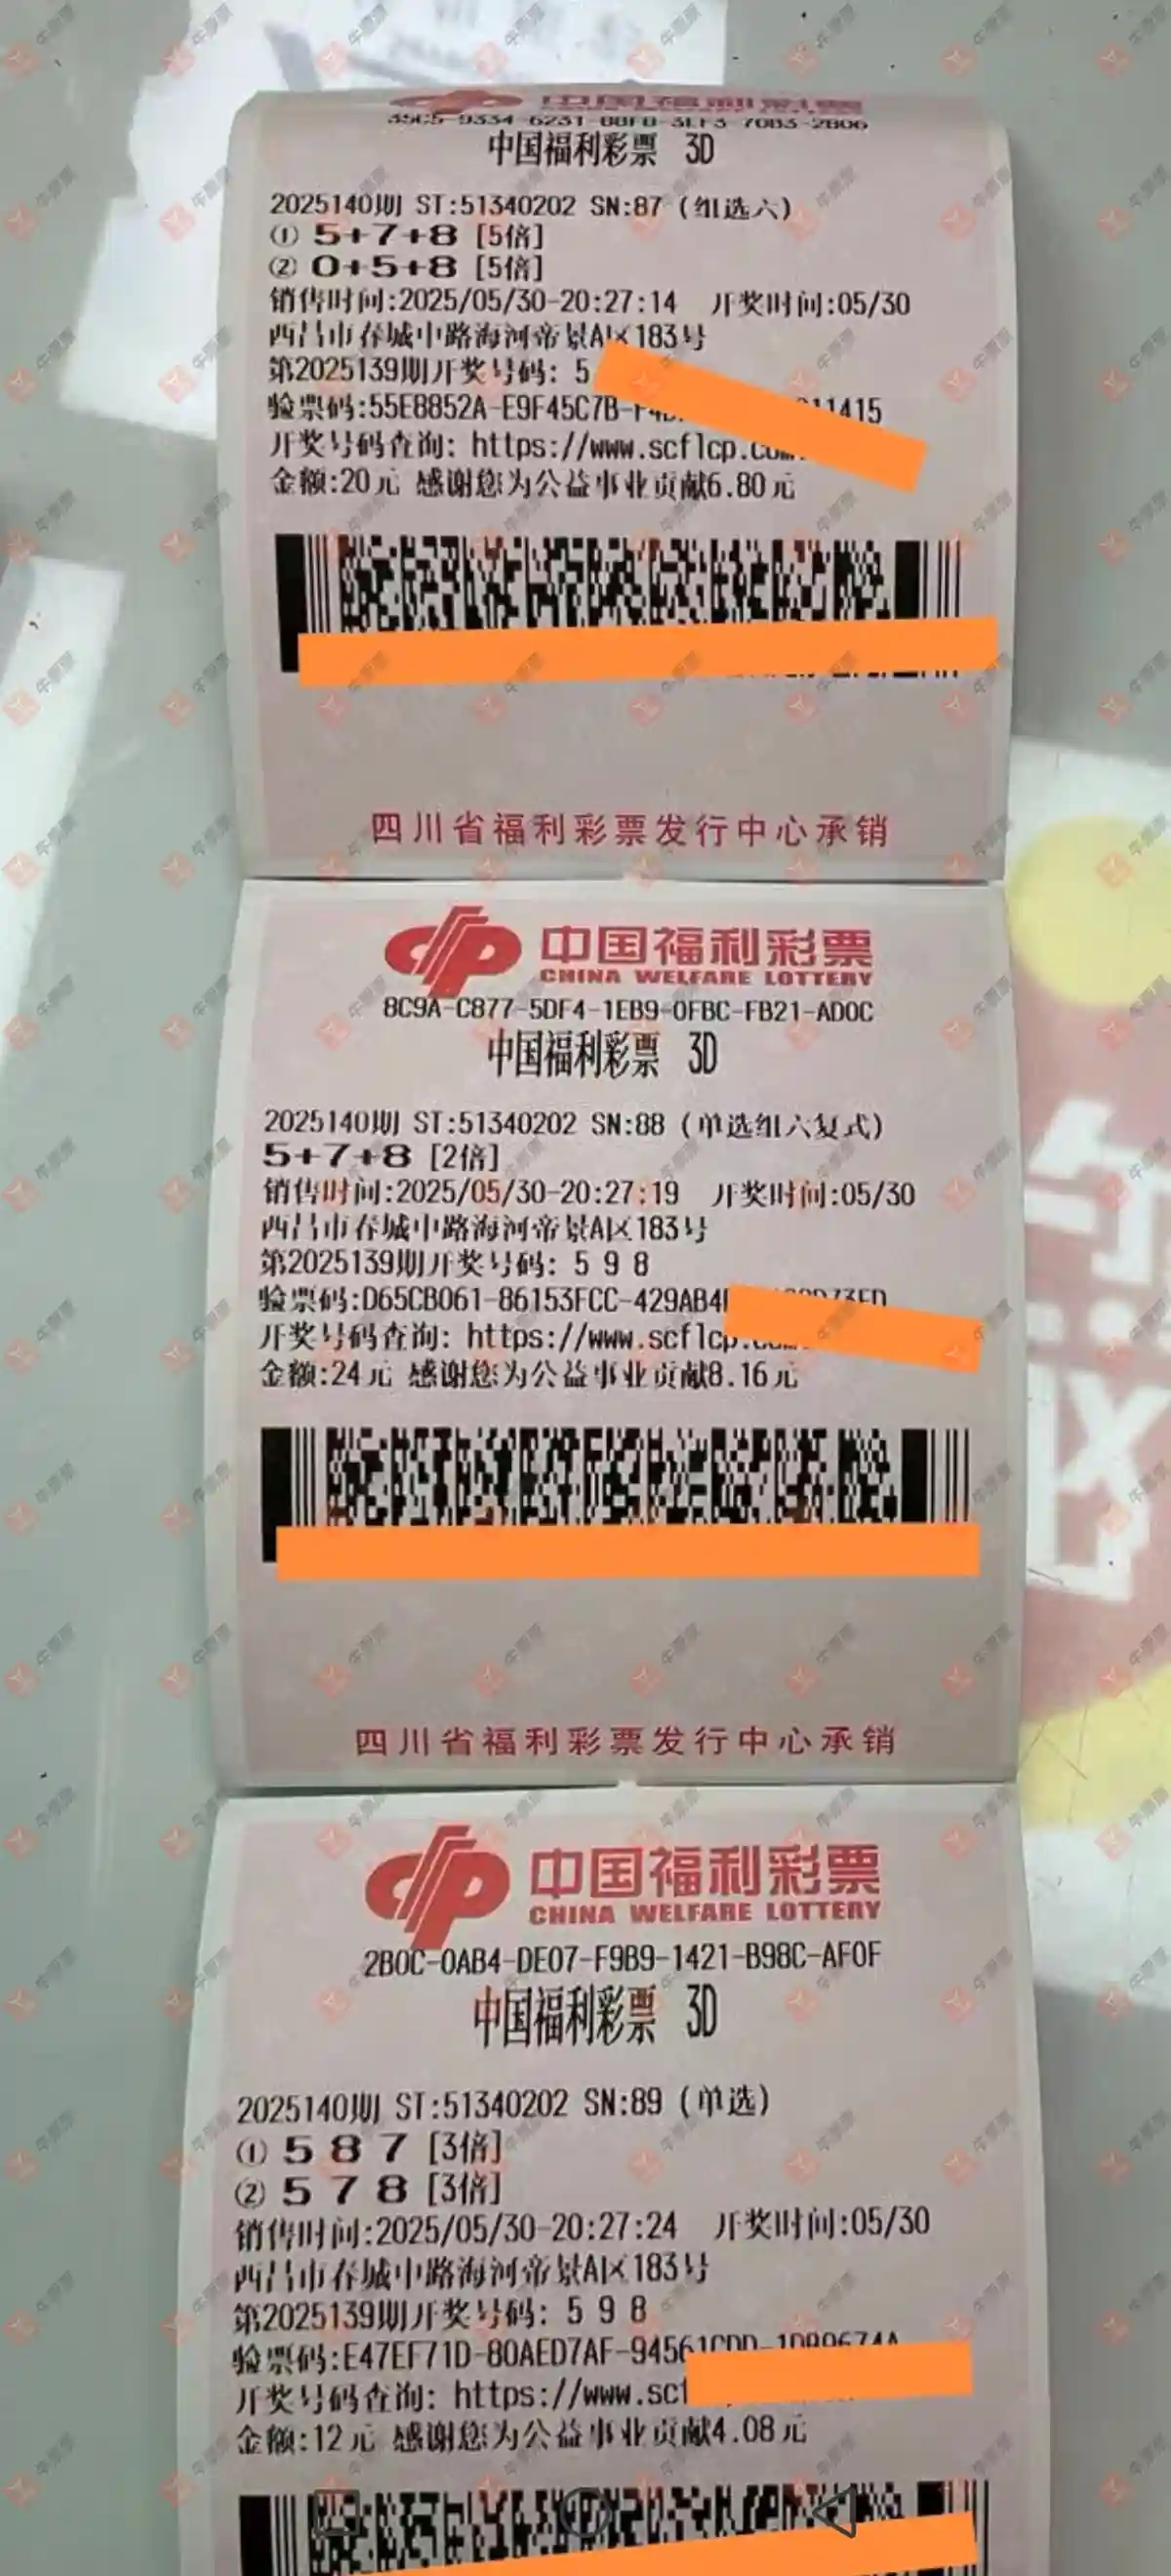 中国福利彩票
35C5-9334-6231-88FB-3LF3-70B3-2806
中国福利彩票 3D
2025140期 ST:51340202 SN:87 (组选六)
① 5+7+8 [5倍]
② 0+5+8 [5倍]
销售时间:2025/05/30-20:27:14 开奖时间:05/30
西昌市春城中路海河帝景A区183号
第2025139期开奖号码: 5
验票码:55E8852A-E9F45C7B-F4 11415
开奖号码查询: https://www.scflcp.com
金额:20元 感谢您为公益事业贡献6.80元
四川省福利彩票发行中心承销
中国福利彩票
CHINA WELFARE LOTTERY
8C9A-C877-5DF4-1EB9-0FBC-FB21-AD0C
中国福利彩票 3D
2025140期 ST:51340202 SN:88 (单选组六复式)
5+7+8 [2倍]
销售时间:2025/05/30-20:27:19 开奖时间:05/30
西昌市春城中路海河帝景A区183号
第2025139期开奖号码: 5 9 8
验票码:D65CB061-86153FCC-429AB4
开奖号码查询: https://www.scflcp.com
金额:24元 感谢您为公益事业贡献8.16元
四川省福利彩票发行中心承销
中国福利彩票
CHINA WELFARE LOTTERY
2B0C-0AB4-DE07-F9B9-1421-B98C-AF0F
中国福利彩票 3D
2025140期 ST:51340202 SN:89 (单选)
① 5 8 7 [3倍]
② 5 7 8 [3倍]
销售时间:2025/05/30-20:27:24 开奖时间:05/30
西昌市春城中路海河帝景A区183号
第2025139期开奖号码: 5 9 8
验票码:E47EF71D-80AED7AF-94561CDD-1DB9674A
开奖号码查询: https://www.scf
金额:12元 感谢您为公益事业贡献4.08元